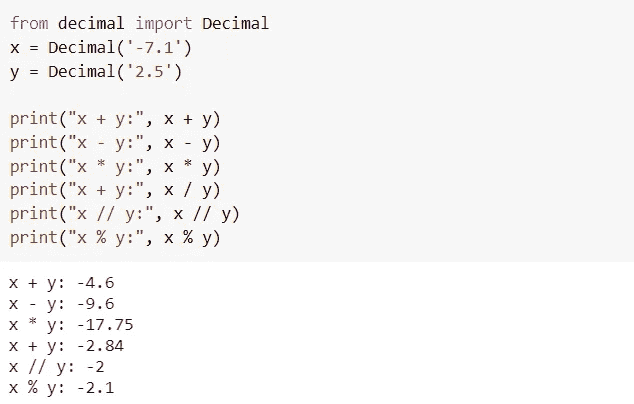 from decimal import Decimal
x = Decimal('-7.1')
y = Decimal('2.5')
print("x + y:", x + y)
print("x - y:", x - y)
print("x * y:", x * y)
print("x + y:", x / y)
print("x // y:", x // y)
print("x % y:", x % y)
x + y: -4.6
x - y: -9.6
x * y: -17.75
x + y: -2.84
x // y: -2
x % y: -2.1